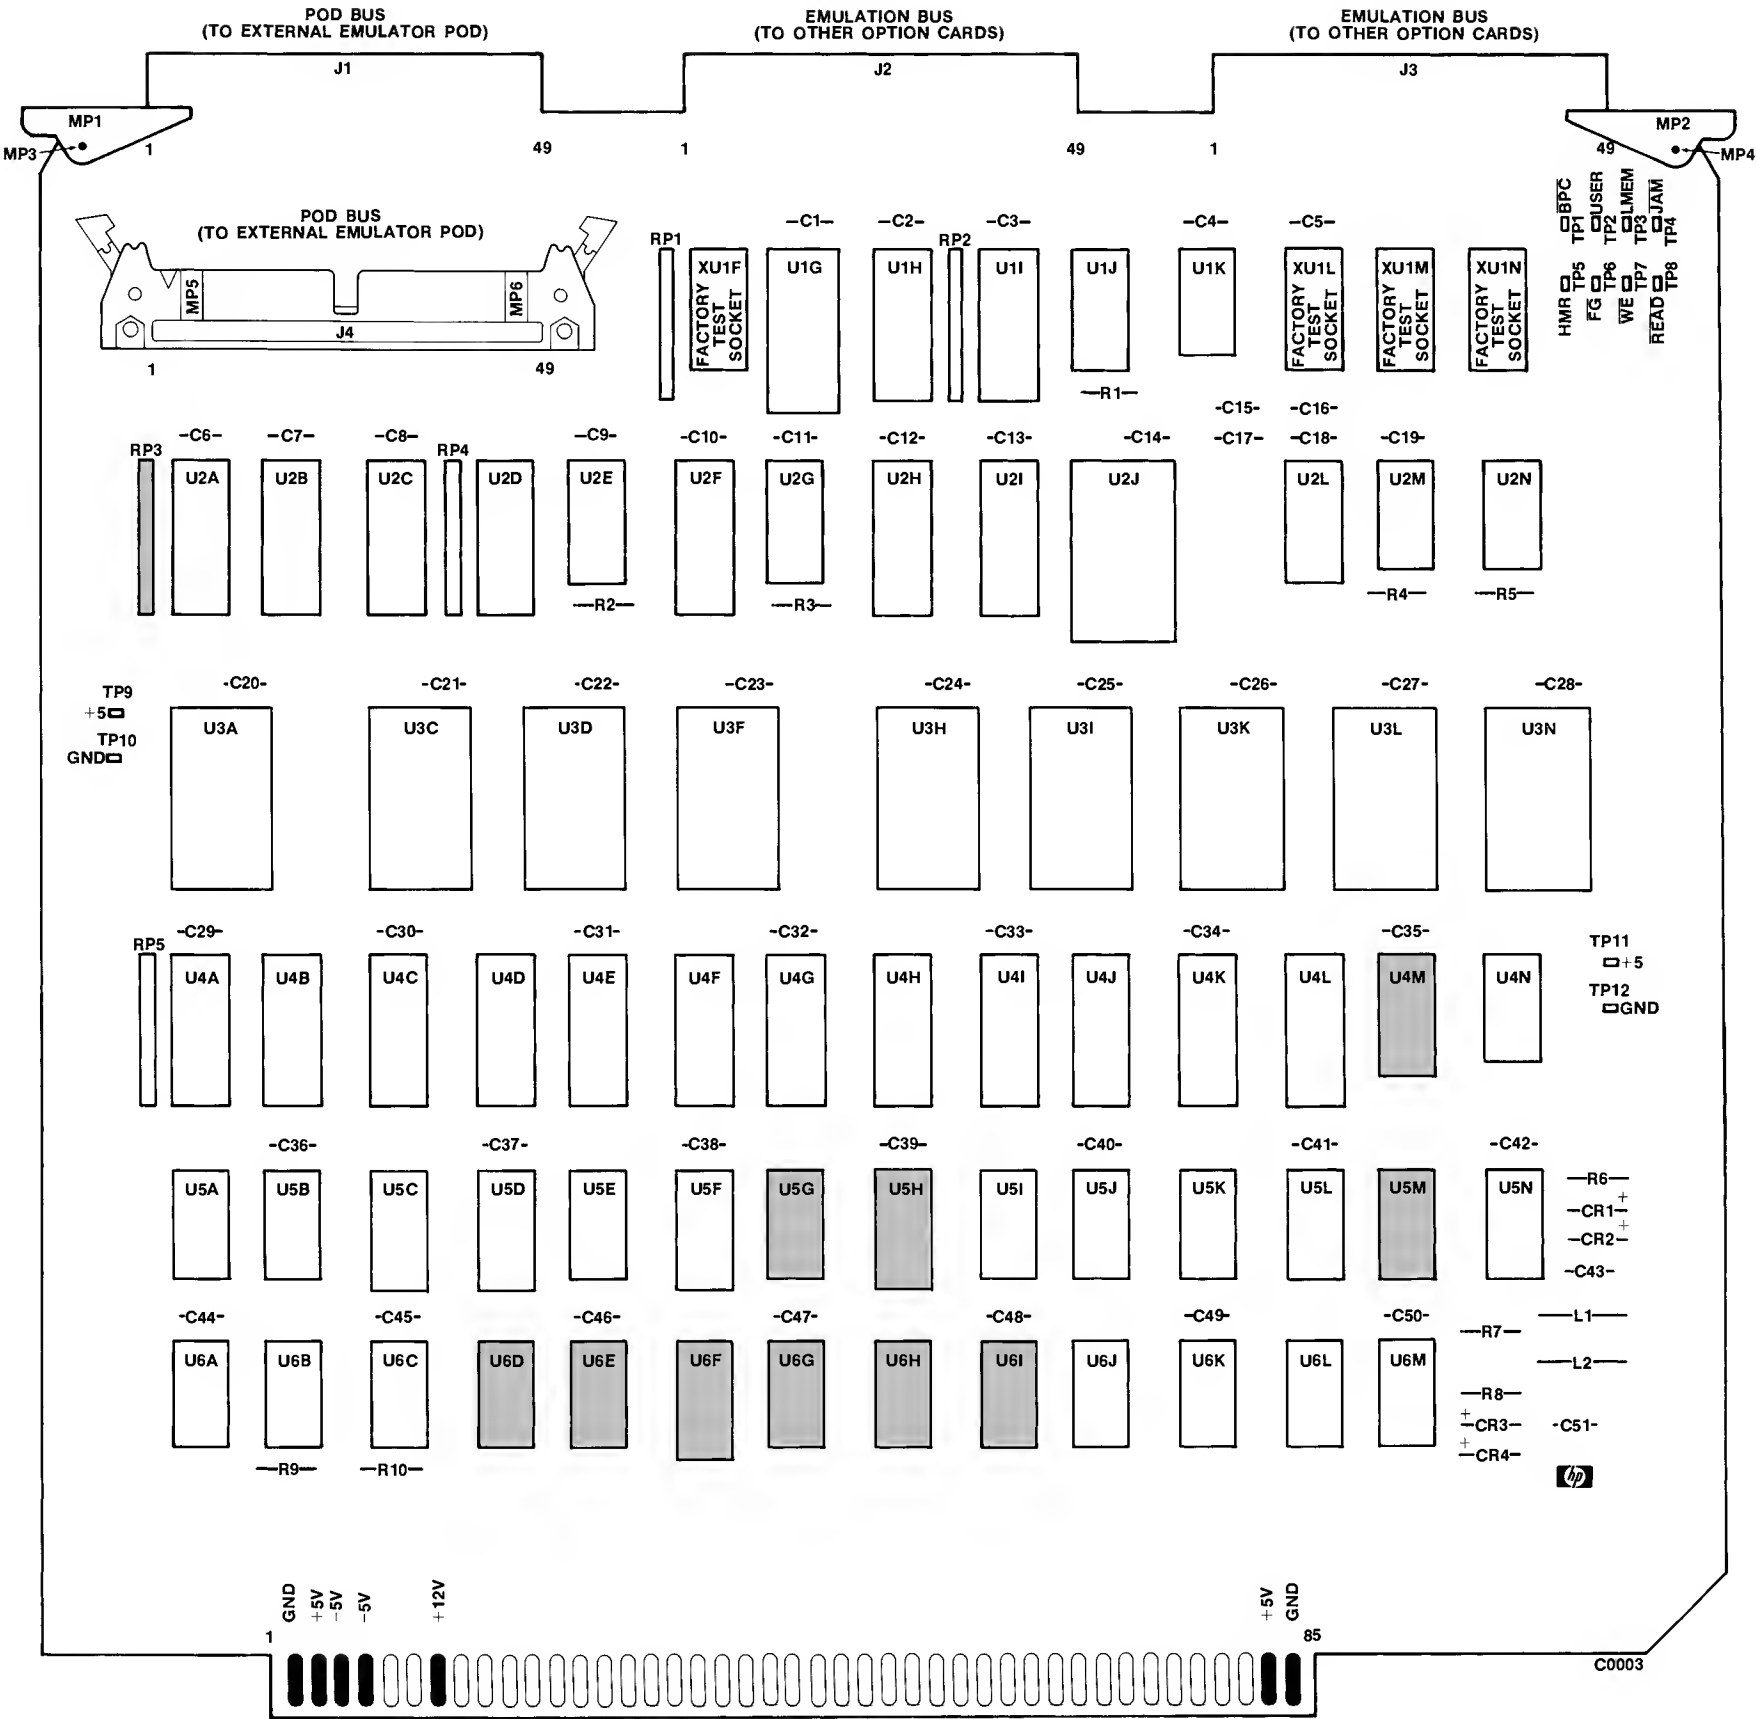 POD BUS
(TO EXTERNAL EMULATOR POD)
EMULATION BUS
(TO OTHER OPTION CARDS)
EMULATION BUS
(TO OTHER OPTION CARDS)
J1
J2
J3
MP1
MP2
MP3
MP4
1
49
1
49
1
49
BPC
TP1
USER
TP2
LMEM
TP3
JAM
TP4
HMR
TP5
FG
TP6
WE
TP7
READ
TP8
POD BUS
(TO EXTERNAL EMULATOR POD)
MP5
MP6
J4
1
49
C1
C2
C3
C4
C5
RP1
RP2
XU1F
FACTORY
TEST
SOCKET
U1G
U1H
U1I
U1J
U1K
XU1L
FACTORY
TEST
SOCKET
XU1M
FACTORY
TEST
SOCKET
XU1N
FACTORY
TEST
SOCKET
R1
-C15-
-C16-
-C6-
-C7-
-C8-
-C9-
-C10-
-C11-
-C12-
-C13-
-C14-
-C17-
-C18-
-C19-
RP3
RP4
U2A
U2B
U2C
U2D
U2E
U2F
U2G
U2H
U2I
U2J
U2L
U2M
U2N
R2
R3
R4
R5
TP9
+5
TP10
GND
-C20-
-C21-
-C22-
-C23-
-C24-
-C25-
-C26-
-C27-
-C28-
U3A
U3C
U3D
U3F
U3H
U3I
U3K
U3L
U3N
RP5
-C29-
-C30-
-C31-
-C32-
-C33-
-C34-
-C35-
TP11
+5
TP12
GND
U4A
U4B
U4C
U4D
U4E
U4F
U4G
U4H
U4I
U4J
U4K
U4L
U4M
U4N
-C36-
-C37-
-C38-
-C39-
-C40-
-C41-
-C42-
U5A
U5B
U5C
U5D
U5E
U5F
U5G
U5H
U5I
U5J
U5K
U5L
U5M
U5N
R6
+
CR1
+
CR2
-C43-
-C44-
-C45-
-C46-
-C47-
-C48-
-C49-
-C50-
L1
R7
U6A
U6B
U6C
U6D
U6E
U6F
U6G
U6H
U6I
U6J
U6K
U6L
U6M
L2
R8
+
CR3
-C51-
+
CR4
R9
R10
hp
GND
+5V
-5V
-5V
+12V
+5V
GND
1
85
C0003